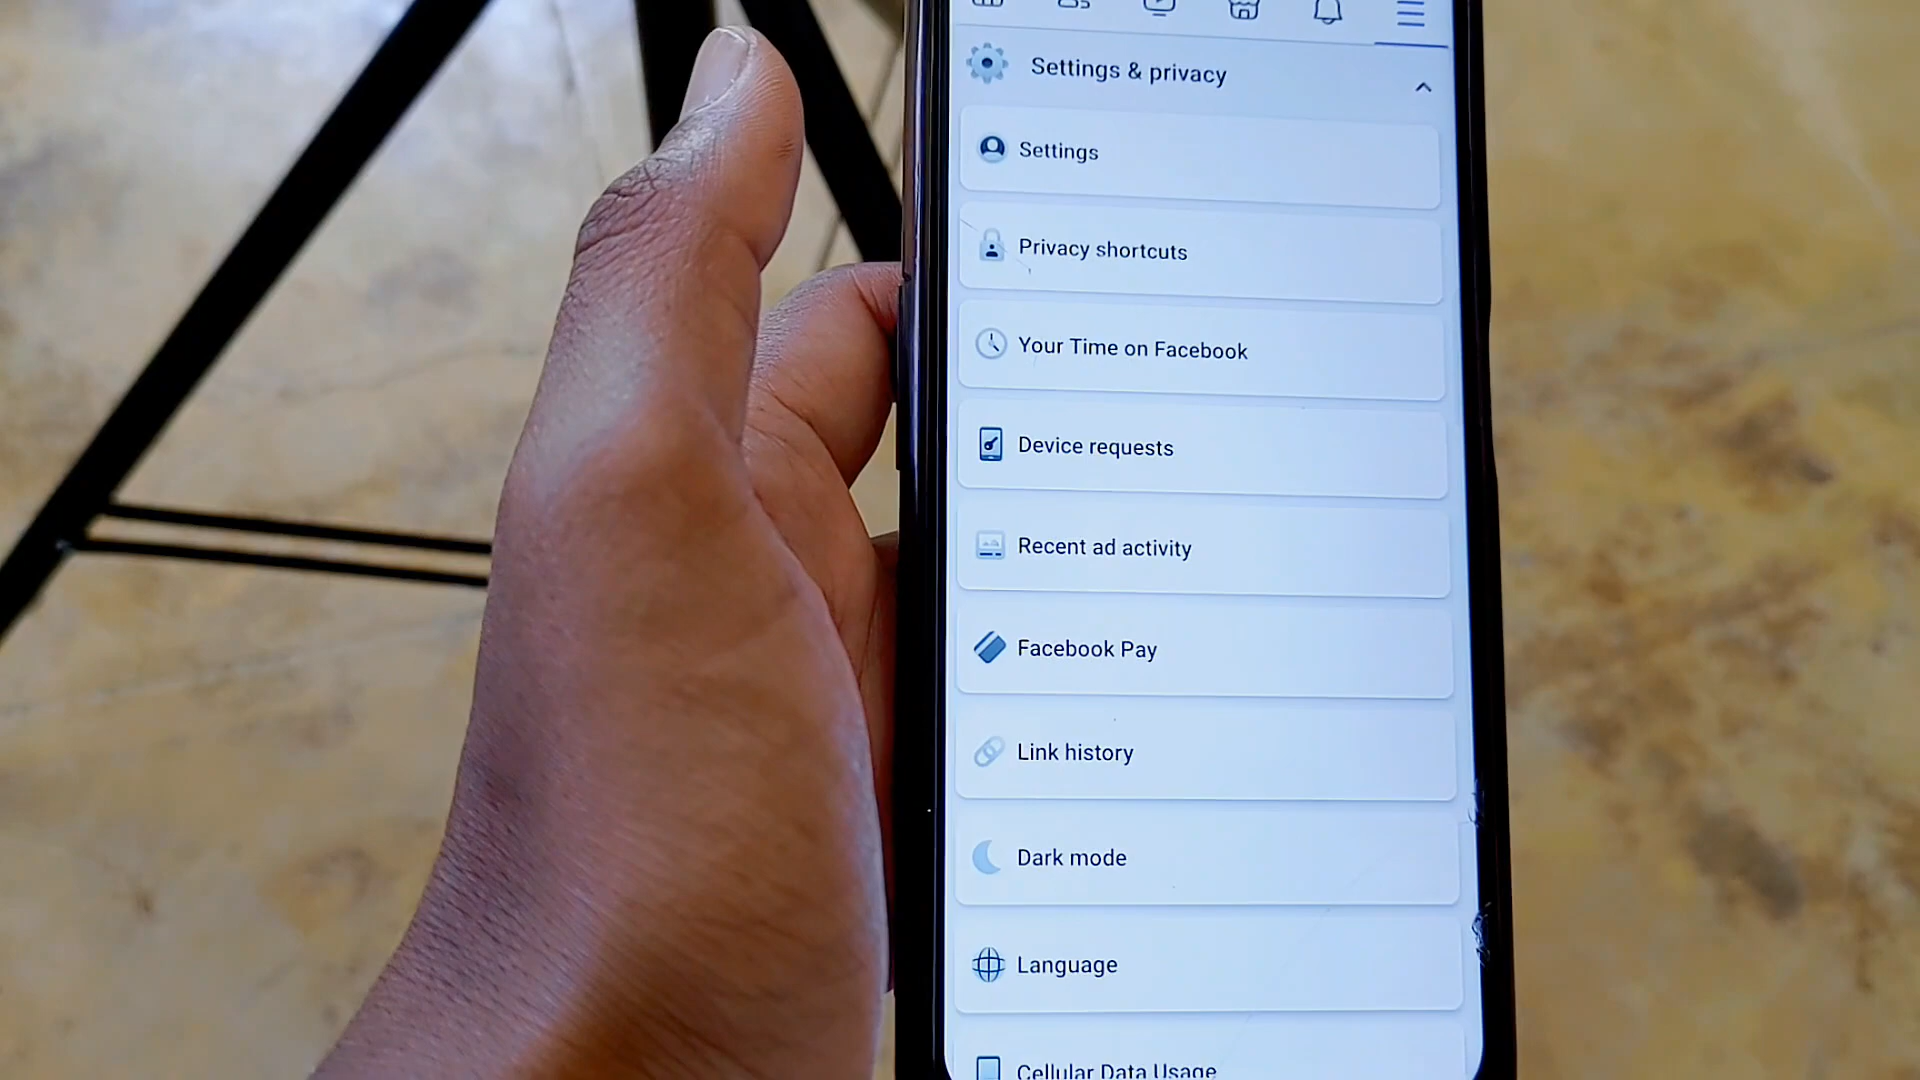 Settings & privacy
Settings
Privacy shortcuts
Your Time on Facebook
Device requests
Recent ad activity
Facebook Pay
Link history
Dark mode
Language
Cellular Data Usage